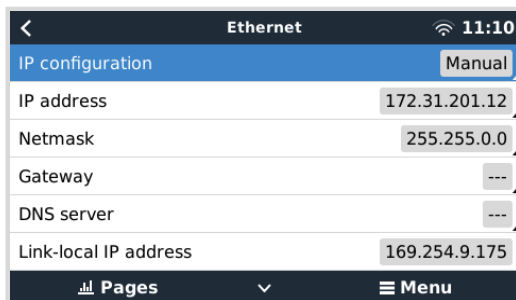 Ethernet 11:10
IP configuration Manual
IP address 172.31.201.12
Netmask 255.255.0.0
Gateway ---
DNS server ---
Link-local IP address 169.254.9.175
Pages Menu